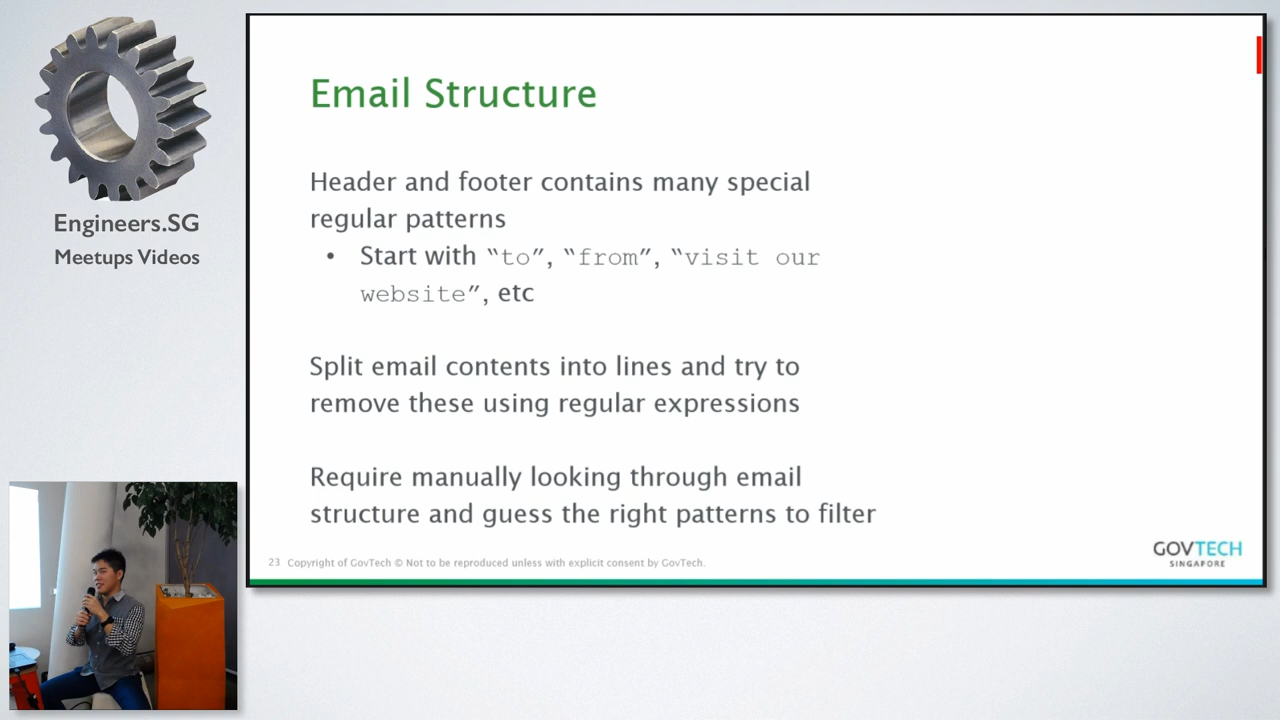 Engineers.SG
Meetups Videos
Email Structure
Header and footer contains many special
regular patterns
• Start with “to”, “from”, “visit our
website”, etc
Split email contents into lines and try to
remove these using regular expressions
Require manually looking through email
structure and guess the right patterns to filter
23 Copyright of GovTech © Not to be reproduced unless with explicit consent by GovTech.
GOVTECH
SINGAPORE